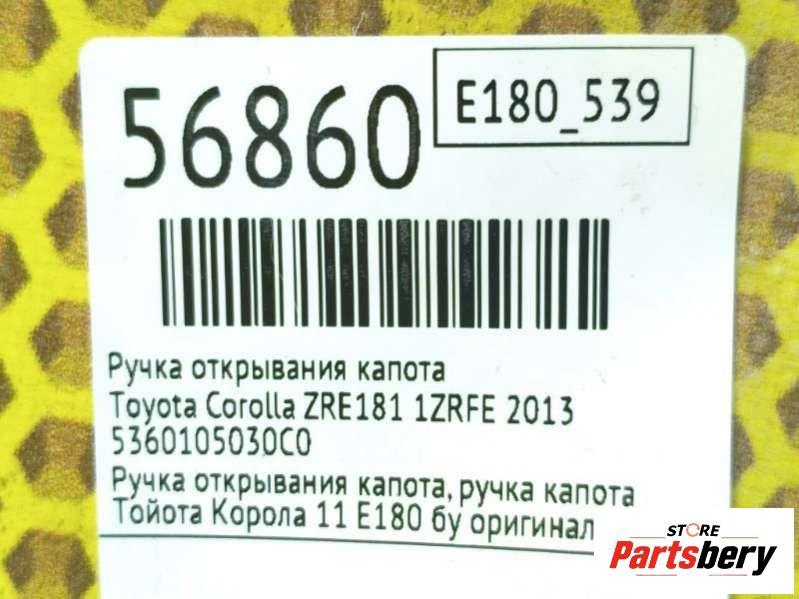 56860
E180_539
Ручка открывания капота
Toyota Corolla ZRE181 1ZRFE 2013
5360105030C0
Ручка открывания капота, ручка капота
Тойота Корола 11 Е180 бу оригинал
STORE
Partsbery